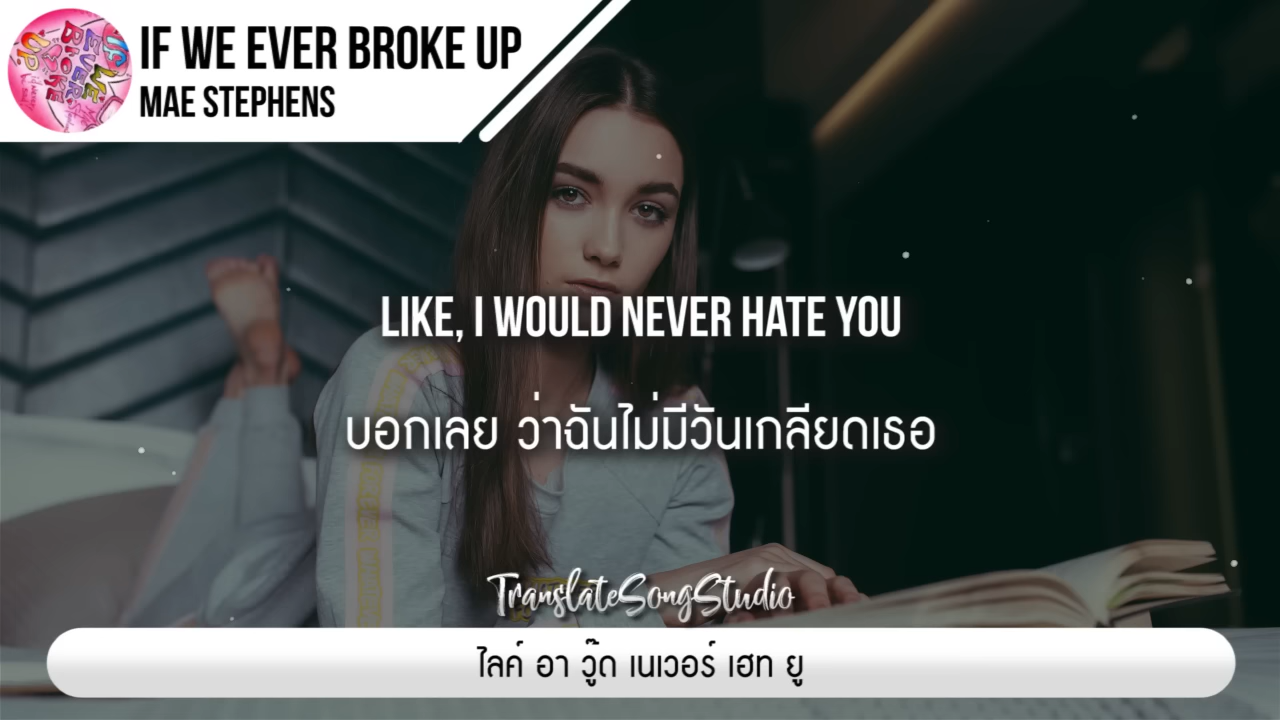 IF WE EVER BROKE UP
MAE STEPHENS
LIKE, I WOULD NEVER HATE YOU
บอกเลย ว่าฉันไม่มีวันเกลียดเธอ
TranslateSongStudio
ไลค์ อา วู๊ด เนเวอร์ เฮท ยู